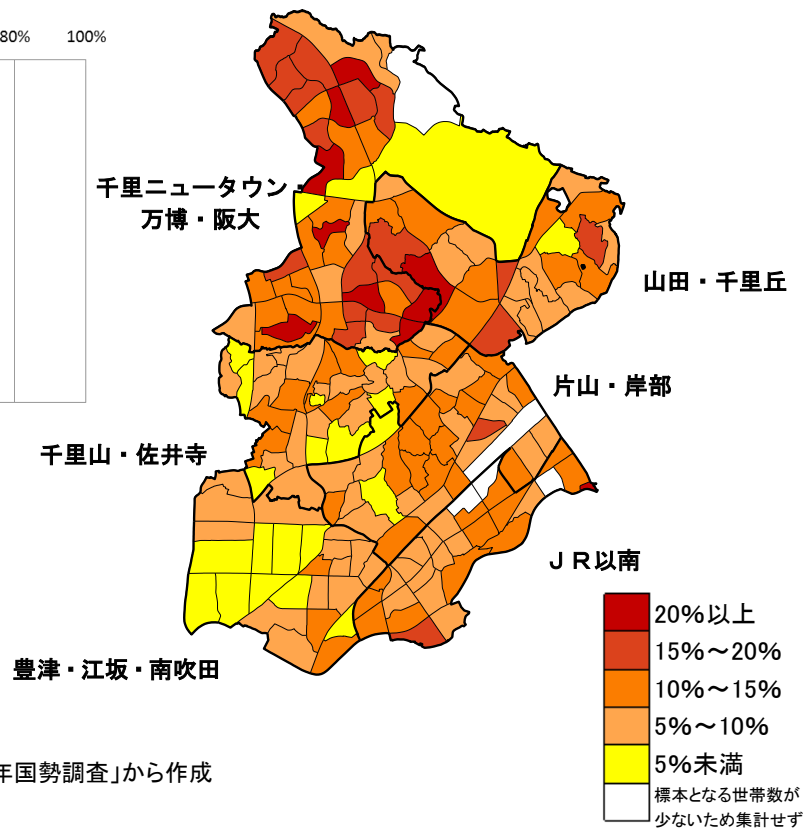 80% 100%
千里ニュータウン・
万博・阪大
山田・千里丘
片山・岸部
千里山・佐井寺
ＪＲ以南
豊津・江坂・南吹田
20%以上
15%～20%
10%～15%
5%～10%
5%未満
標本となる世帯数が
少ないため集計せず
年国勢調査」から作成